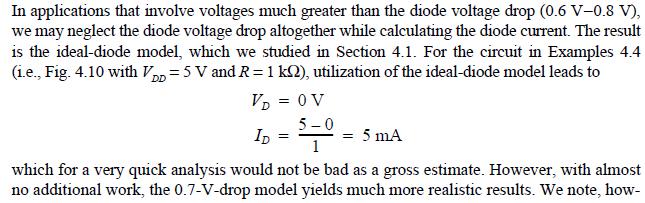 In applications that involve voltages much greater than the diode voltage drop (0.6 V–0.8 V),
we may neglect the diode voltage drop altogether while calculating the diode current. The result
is the ideal-diode model, which we studied in Section 4.1. For the circuit in Examples 4.4
(i.e., Fig. 4.10 with V_DD = 5 V and R = 1 kΩ), utilization of the ideal-diode model leads to
V_D = 0 V
I_D = (5 – 0)/1 = 5 mA
which for a very quick analysis would not be bad as a gross estimate. However, with almost
no additional work, the 0.7-V-drop model yields much more realistic results. We note, how-